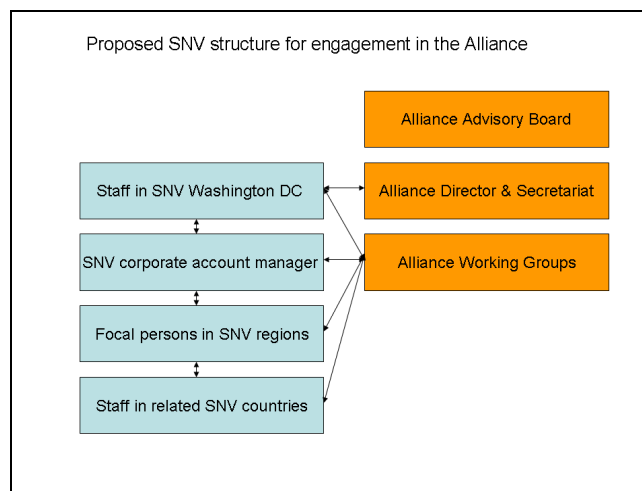 Proposed SNV structure for engagement in the Alliance
Alliance Advisory Board
Staff in SNV Washington DC
Alliance Director & Secretariat
SNV corporate account manager
Alliance Working Groups
Focal persons in SNV regions
Staff in related SNV countries